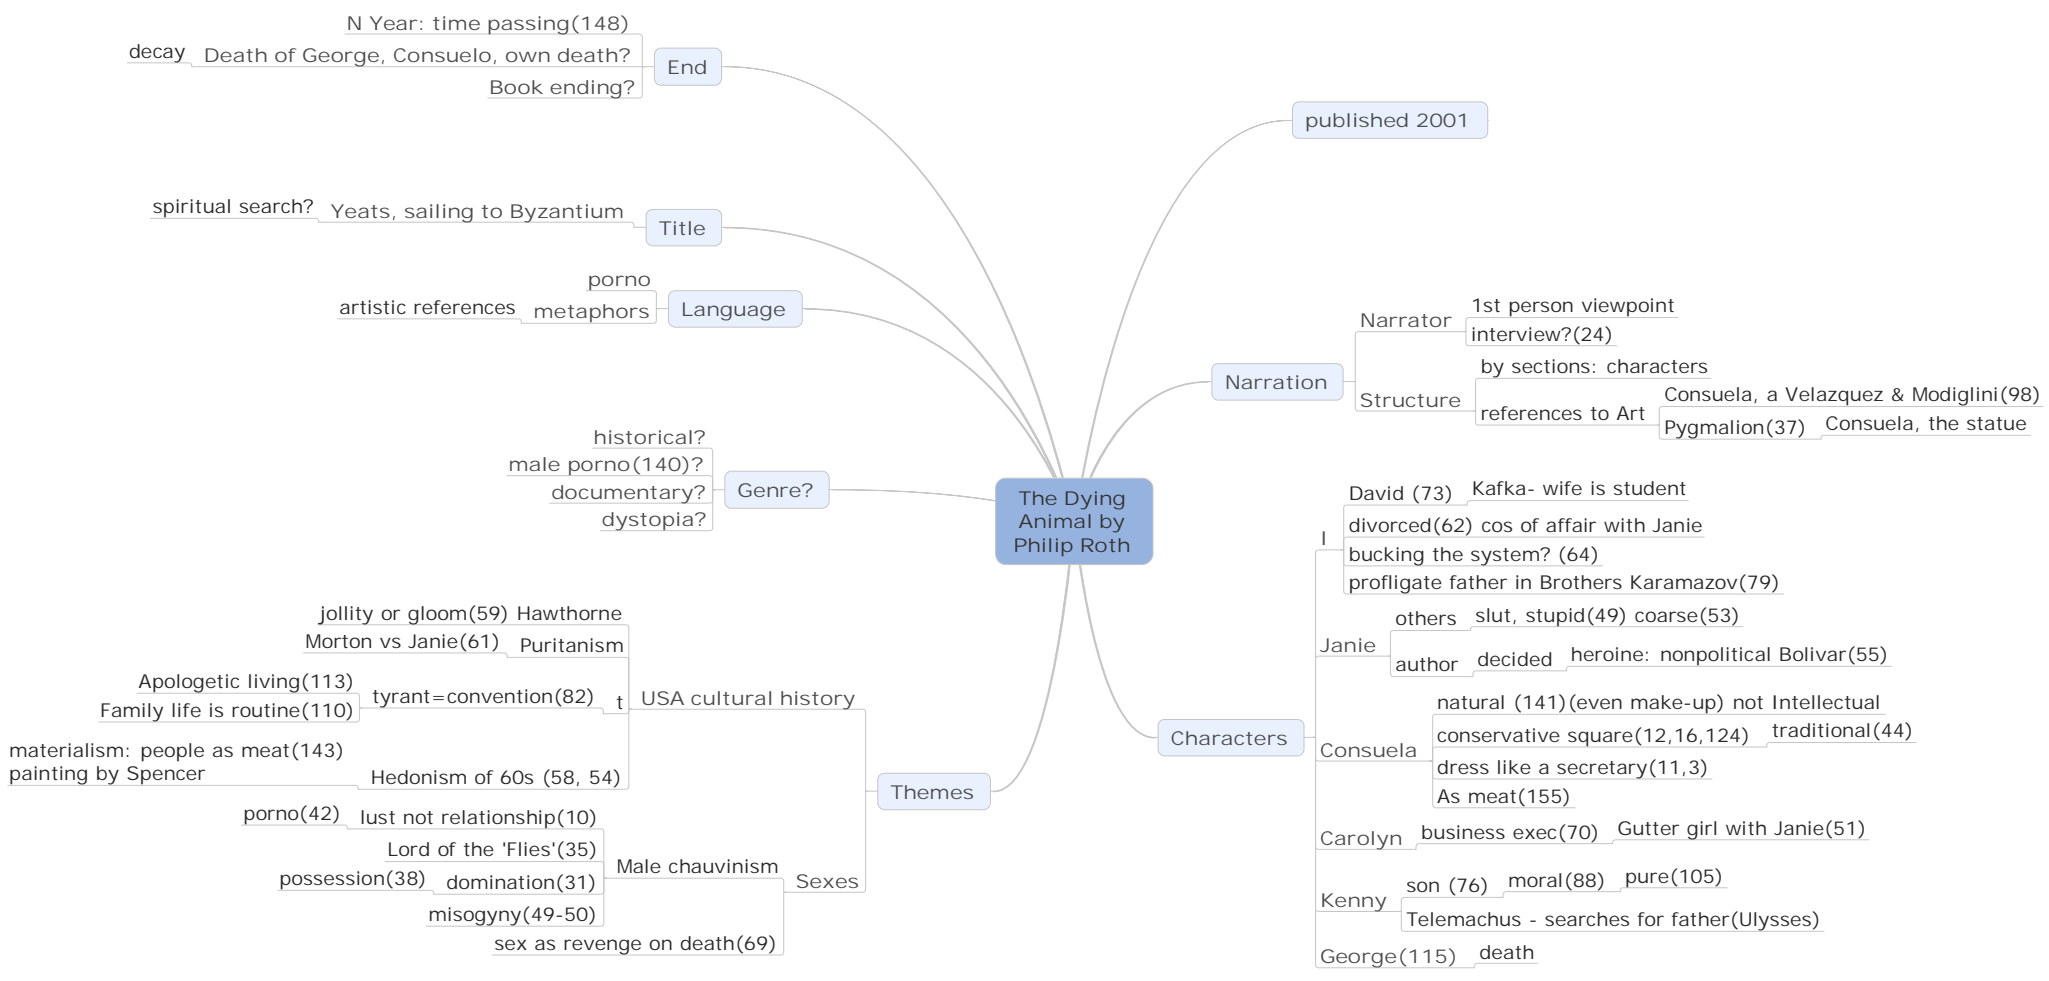 The Dying
Animal by
Philip Roth
published 2001
Narration
Narrator
1st person viewpoint
interview?(24)
Structure
by sections: characters
references to Art
Consuela, a Velazquez & Modiglini(98)
Pygmalion(37)
Consuela, the statue
Characters
I
David (73)
Kafka- wife is student
divorced(62) cos of affair with Janie
bucking the system? (64)
profligate father in Brothers Karamazov(79)
Janie
others
slut, stupid(49) coarse(53)
author
decided
heroine: nonpolitical Bolivar(55)
Consuela
natural (141)(even make-up) not Intellectual
conservative square(12,16,124)
traditional(44)
dress like a secretary(11,3)
As meat(155)
Carolyn
business exec(70)
Gutter girl with Janie(51)
Kenny
son (76)
moral(88)
pure(105)
Telemachus - searches for father(Ulysses)
George(115)
death
End
N Year: time passing(148)
Death of George, Consuelo, own death?
decay
Book ending?
Title
Yeats, sailing to Byzantium
spiritual search?
Language
porno
metaphors
artistic references
Genre?
historical?
male porno(140)?
documentary?
dystopia?
Themes
USA cultural history
jollity or gloom(59) Hawthorne
Puritanism
Morton vs Janie(61)
t
tyrant=convention(82)
Apologetic living(113)
Family life is routine(110)
Hedonism of 60s (58, 54)
materialism: people as meat(143)
painting by Spencer
Sexes
Male chauvinism
lust not relationship(10)
porno(42)
Lord of the 'Flies'(35)
domination(31)
possession(38)
misogyny(49-50)
sex as revenge on death(69)